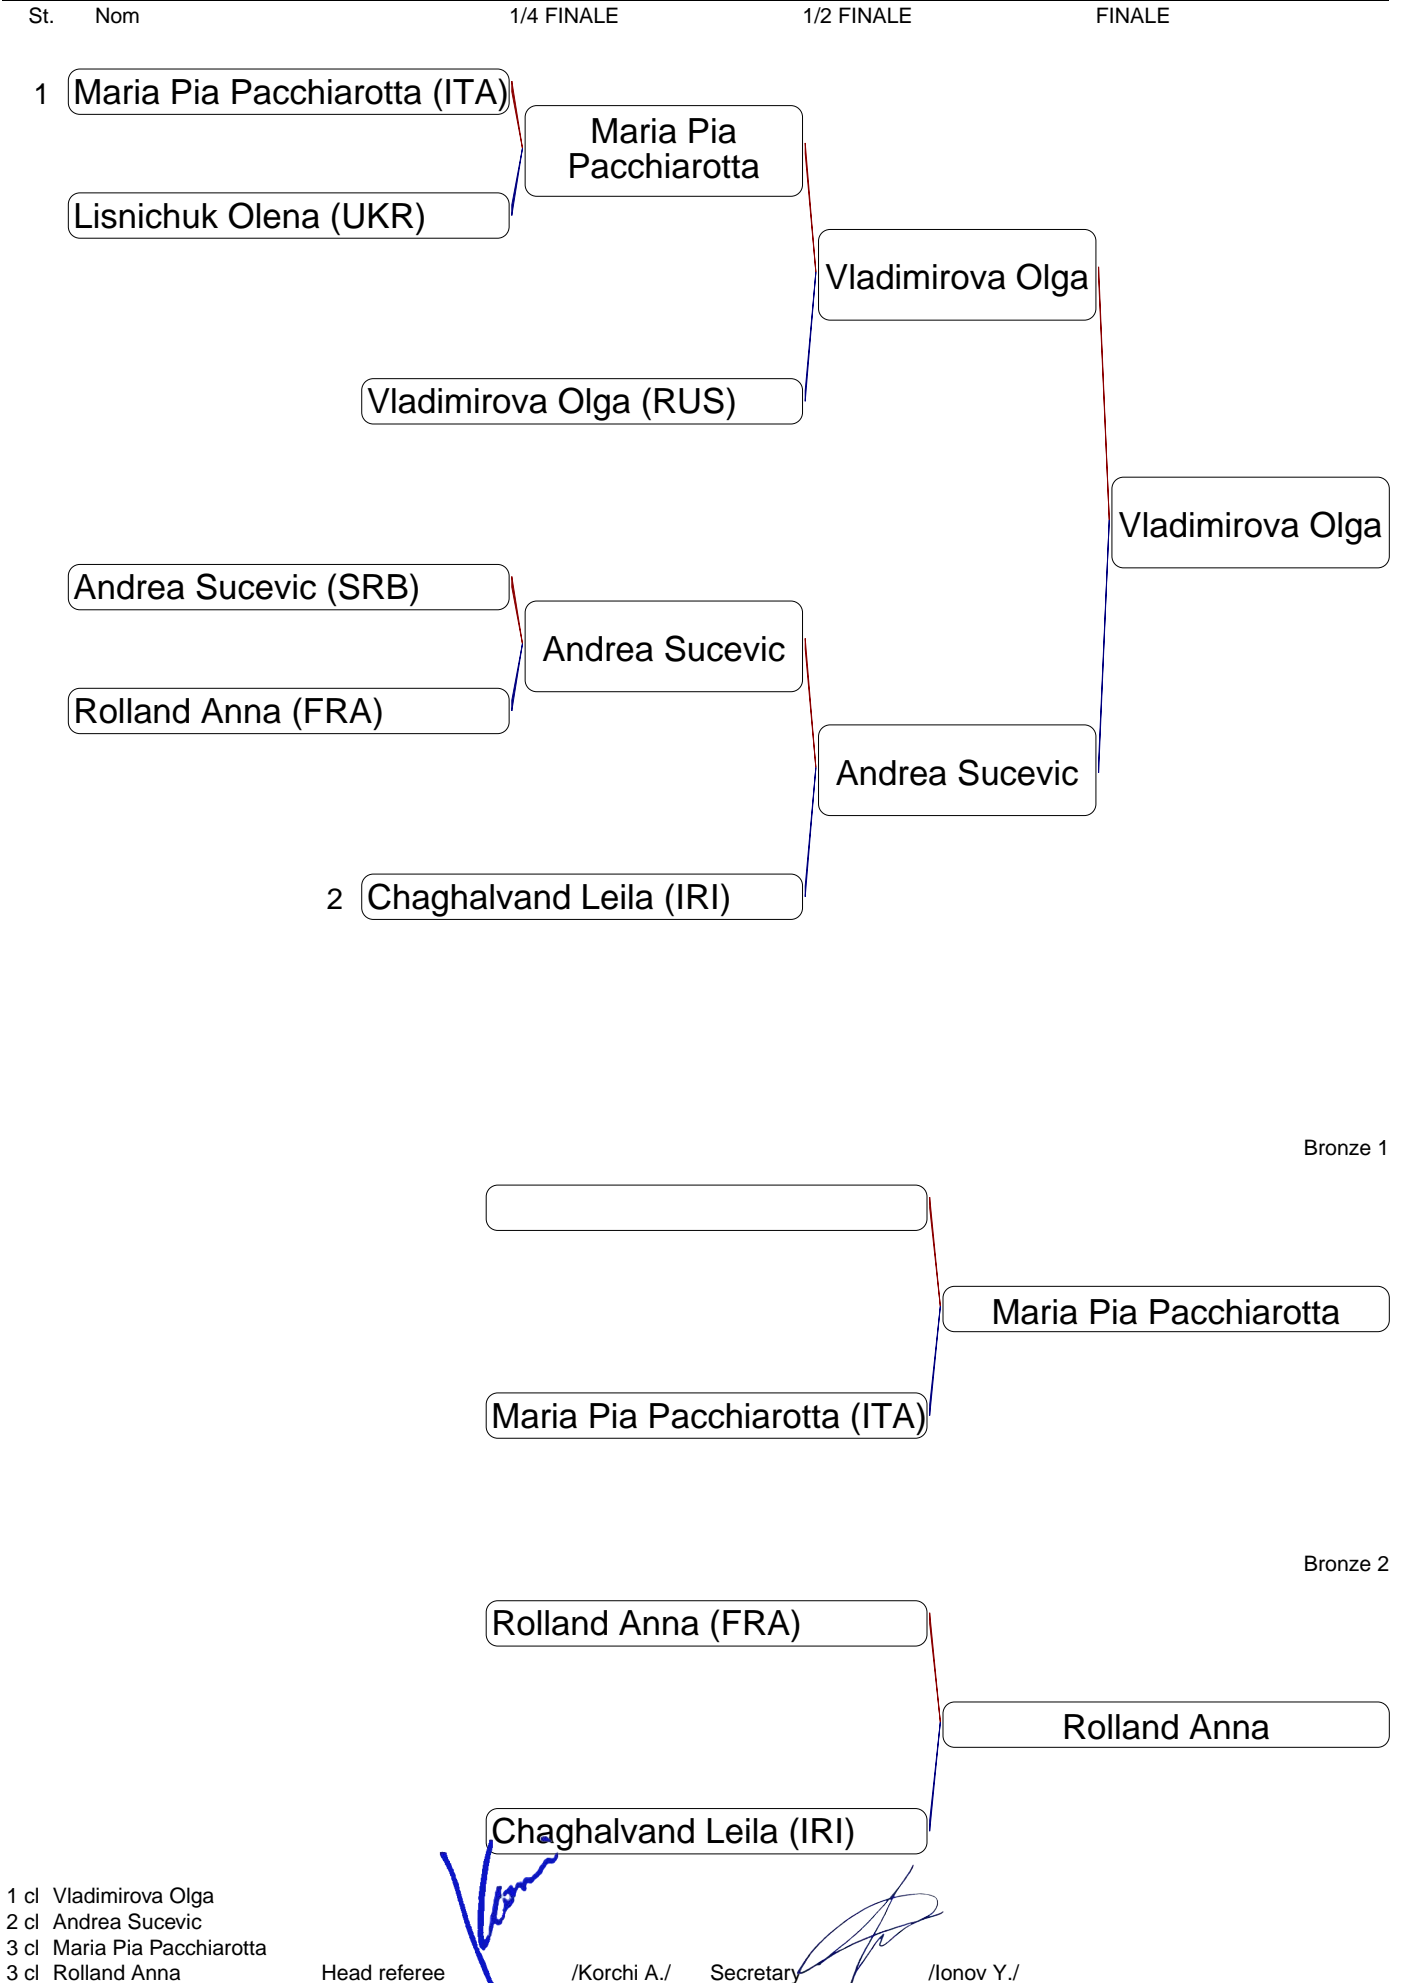 St. Nom 1/4 FINALE 1/2 FINALE FINALE
1 Maria Pia Pacchiarotta (ITA)
Maria Pia
Pacchiarotta
Lisnichuk Olena (UKR)
Vladimirova Olga
Vladimirova Olga (RUS)
Vladimirova Olga
Andrea Sucevic (SRB)
Andrea Sucevic
Rolland Anna (FRA)
Andrea Sucevic
2 Chaghalvand Leila (IRI)
Bronze 1
Maria Pia Pacchiarotta
Maria Pia Pacchiarotta (ITA)
Bronze 2
Rolland Anna (FRA)
Rolland Anna
Chaghalvand Leila (IRI)
1 cl Vladimirova Olga
2 cl Andrea Sucevic
3 cl Maria Pia Pacchiarotta
3 cl Rolland Anna Head referee /Korchi A./ Secretary /Ionov Y./